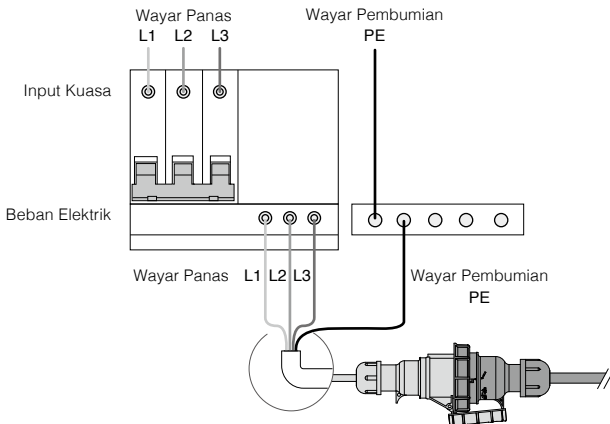 Wayar Panas
L1 L2 L3
Wayar Pembumian
PE
Input Kuasa
Beban Elektrik
Wayar Panas L1 L2 L3
Wayar Pembumian
PE